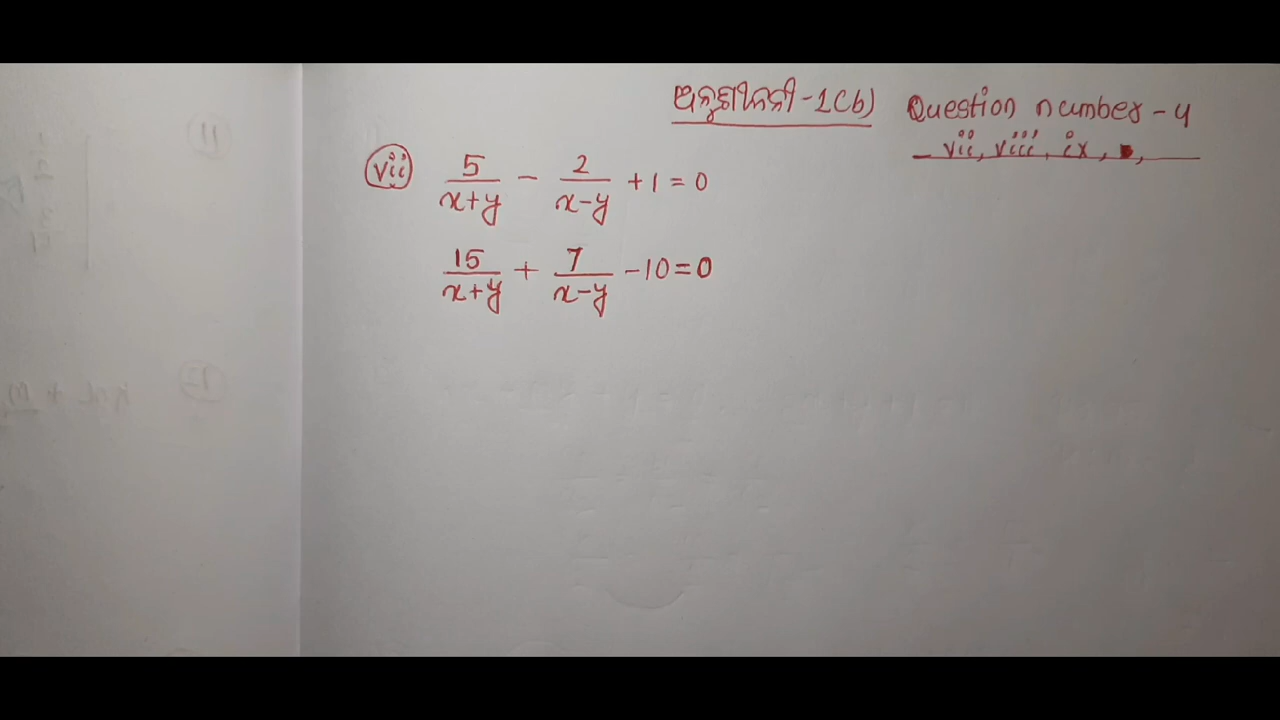 ଅନୁଶୀଳନୀ-1(b) Question number-4
vii, viii, ix,
vii 5/(x+y) - 2/(x-y) + 1 = 0
15/(x+y) + 7/(x-y) - 10 = 0